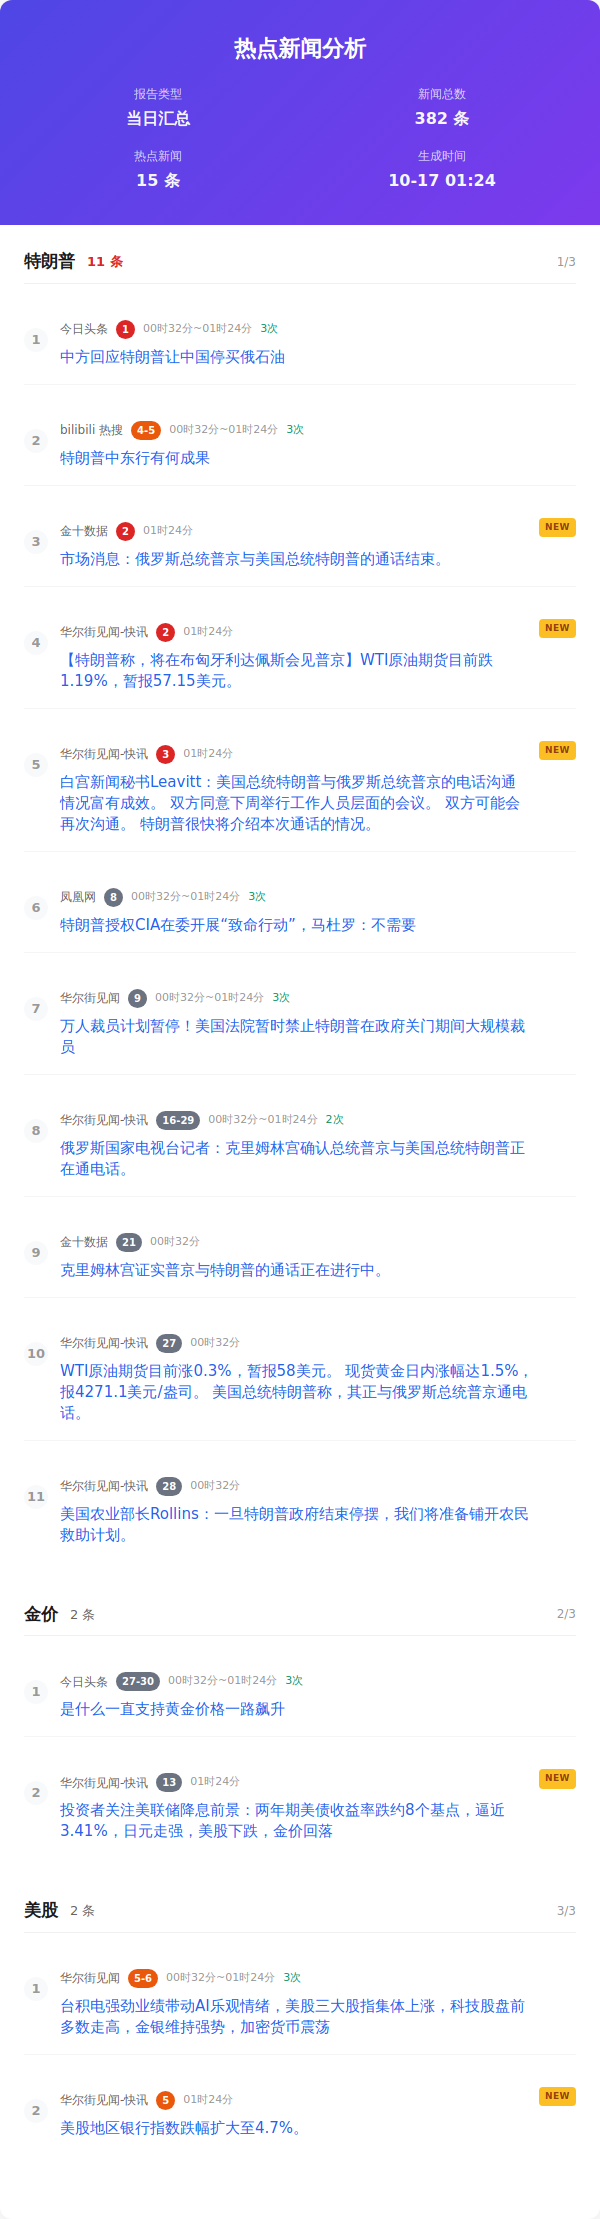 热点新闻分析
报告类型 新闻总数
当日汇总 382 条
热点新闻 生成时间
15 条 10-17 01:24
特朗普 11 条 1/3
1 今日头条 1 00时32分~01时24分 3次
中方回应特朗普让中国停买俄石油
2 bilibili 热搜 4-5 00时32分~01时24分 3次
特朗普中东行有何成果
3 金十数据 2 01时24分 NEW
市场消息：俄罗斯总统普京与美国总统特朗普的通话结束。
4 华尔街见闻-快讯 2 01时24分 NEW
【特朗普称，将在布匈牙利达佩斯会见普京】WTI原油期货日前跌
1.19%，暂报57.15美元。
5 华尔街见闻-快讯 3 01时24分 NEW
白宫新闻秘书Leavitt：美国总统特朗普与俄罗斯总统普京的电话沟通
情况富有成效。 双方同意下周举行工作人员层面的会议。 双方可能会
再次沟通。 特朗普很快将介绍本次通话的情况。
6 凤凰网 8 00时32分~01时24分 3次
特朗普授权CIA在委开展“致命行动”，马杜罗：不需要
7 华尔街见闻 9 00时32分~01时24分 3次
万人裁员计划暂停！美国法院暂时禁止特朗普在政府关门期间大规模裁
员
8 华尔街见闻-快讯 16-29 00时32分~01时24分 2次
俄罗斯国家电视台记者：克里姆林宫确认总统普京与美国总统特朗普正
在通电话。
9 金十数据 21 00时32分
克里姆林宫证实普京与特朗普的通话正在进行中。
10 华尔街见闻-快讯 27 00时32分
WTI原油期货日前涨0.3%，暂报58美元。 现货黄金日内涨幅达1.5%，
报4271.1美元/盎司。 美国总统特朗普称，其正与俄罗斯总统普京通电
话。
11 华尔街见闻-快讯 28 00时32分
美国农业部长Rollins：一旦特朗普政府结束停摆，我们将准备铺开农民
救助计划。
金价 2 条 2/3
1 今日头条 27-30 00时32分~01时24分 3次
是什么一直支持黄金价格一路飙升
2 华尔街见闻-快讯 13 01时24分 NEW
投资者关注美联储降息前景：两年期美债收益率跌约8个基点，逼近
3.41%，日元走强，美股下跌，金价回落
美股 2 条 3/3
1 华尔街见闻 5-6 00时32分~01时24分 3次
台积电强劲业绩带动AI乐观情绪，美股三大股指集体上涨，科技股盘前
多数走高，金银维持强势，加密货币震荡
2 华尔街见闻-快讯 5 01时24分 NEW
美股地区银行指数跌幅扩大至4.7%。